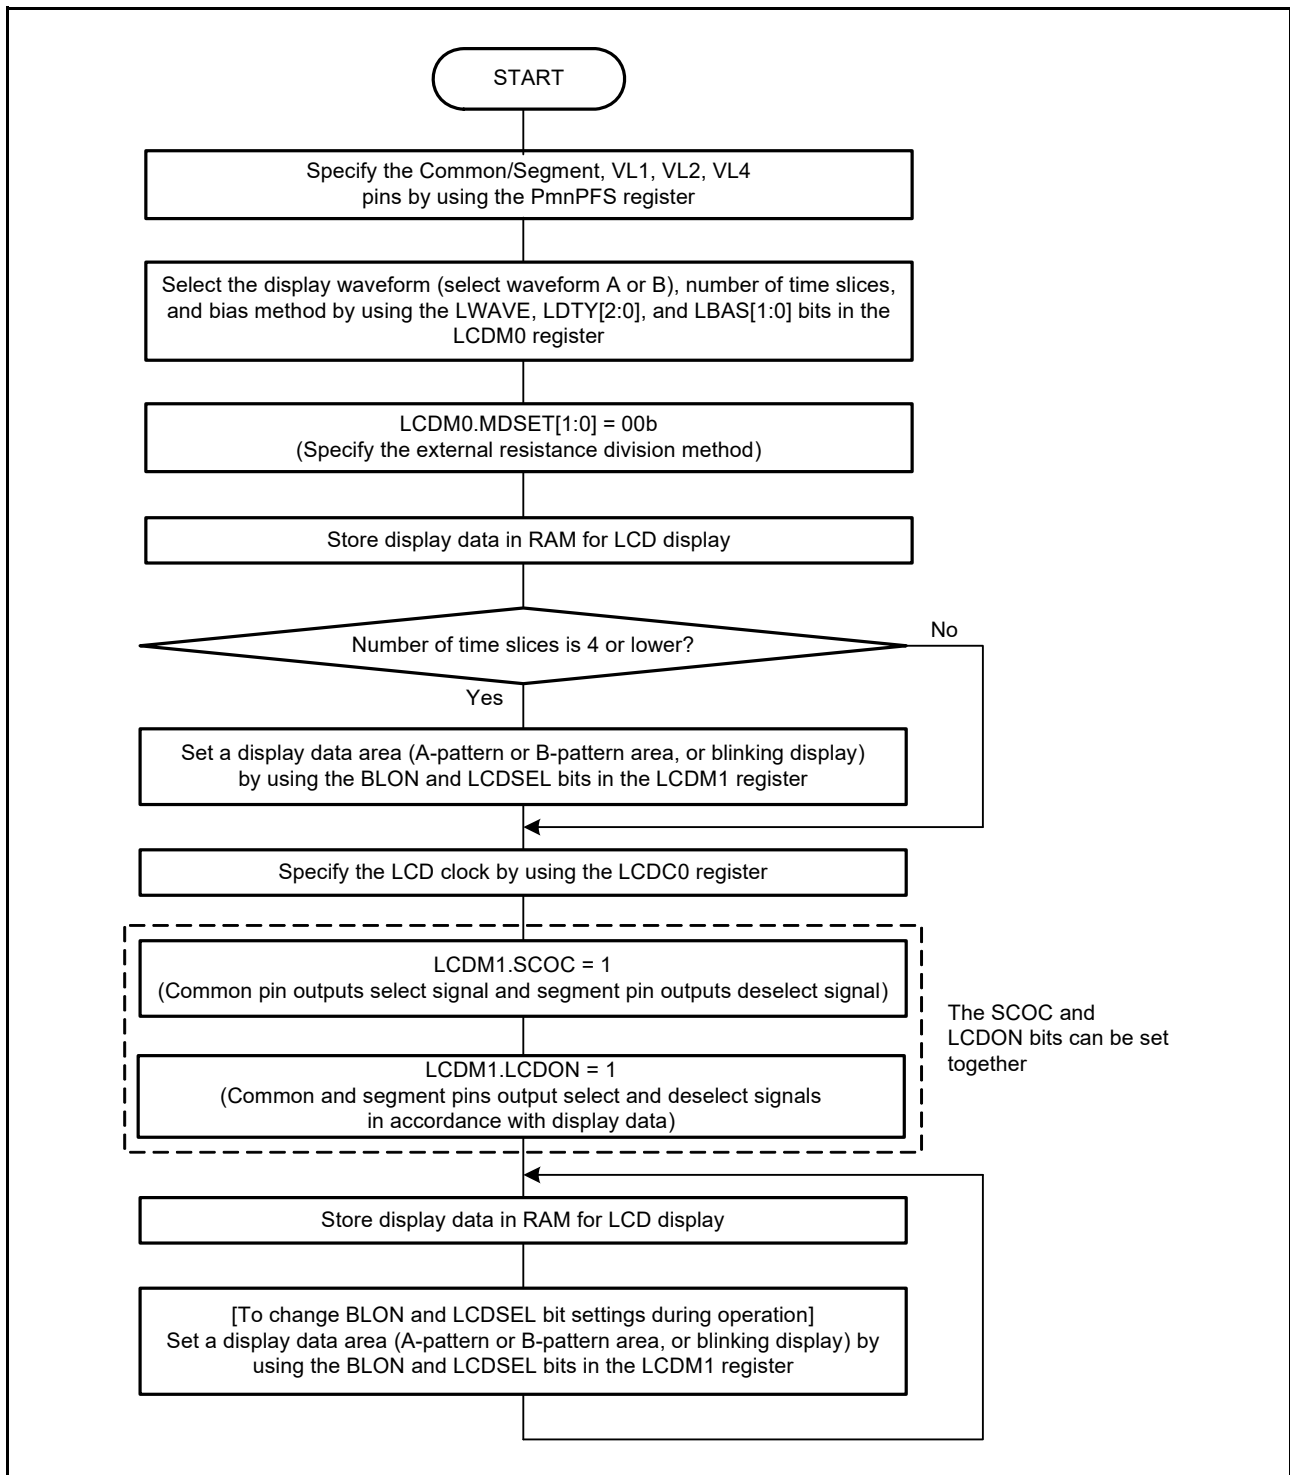 START
Specify the Common/Segment, VL1, VL2, VL4
pins by using the PmnPFS register
Select the display waveform (select waveform A or B), number of time slices,
and bias method by using the LWAVE, LDTY[2:0], and LBAS[1:0] bits in the
LCDM0 register
LCDM0.MDSET[1:0] = 00b
(Specify the external resistance division method)
Store display data in RAM for LCD display
Number of time slices is 4 or lower?
No
Yes
Set a display data area (A-pattern or B-pattern area, or blinking display)
by using the BLON and LCDSEL bits in the LCDM1 register
Specify the LCD clock by using the LCDC0 register
LCDM1.SCOC = 1
(Common pin outputs select signal and segment pin outputs deselect signal)
The SCOC and
LCDON bits can be set
together
LCDM1.LCDON = 1
(Common and segment pins output select and deselect signals
in accordance with display data)
Store display data in RAM for LCD display
[To change BLON and LCDSEL bit settings during operation]
Set a display data area (A-pattern or B-pattern area, or blinking display) by
using the BLON and LCDSEL bits in the LCDM1 register